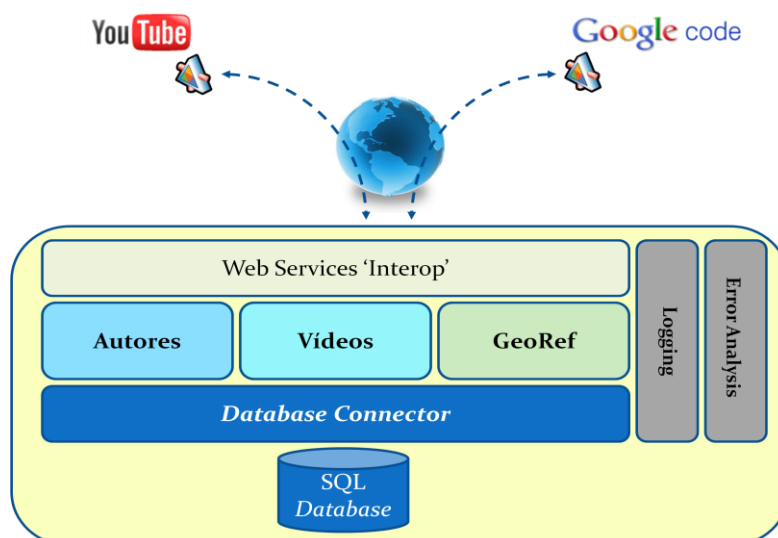 YouTube
Google code
Web Services ‘Interop’
Autores
Vídeos
GeoRef
Database Connector
SQL
Database
Logging
Error Analysis